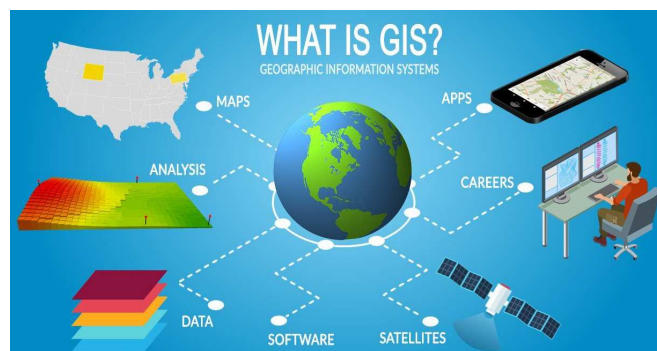 WHAT IS GIS?
GEOGRAPHIC INFORMATION SYSTEMS
MAPS
APPS
ANALYSIS
CAREERS
DATA
SOFTWARE
SATELLITES